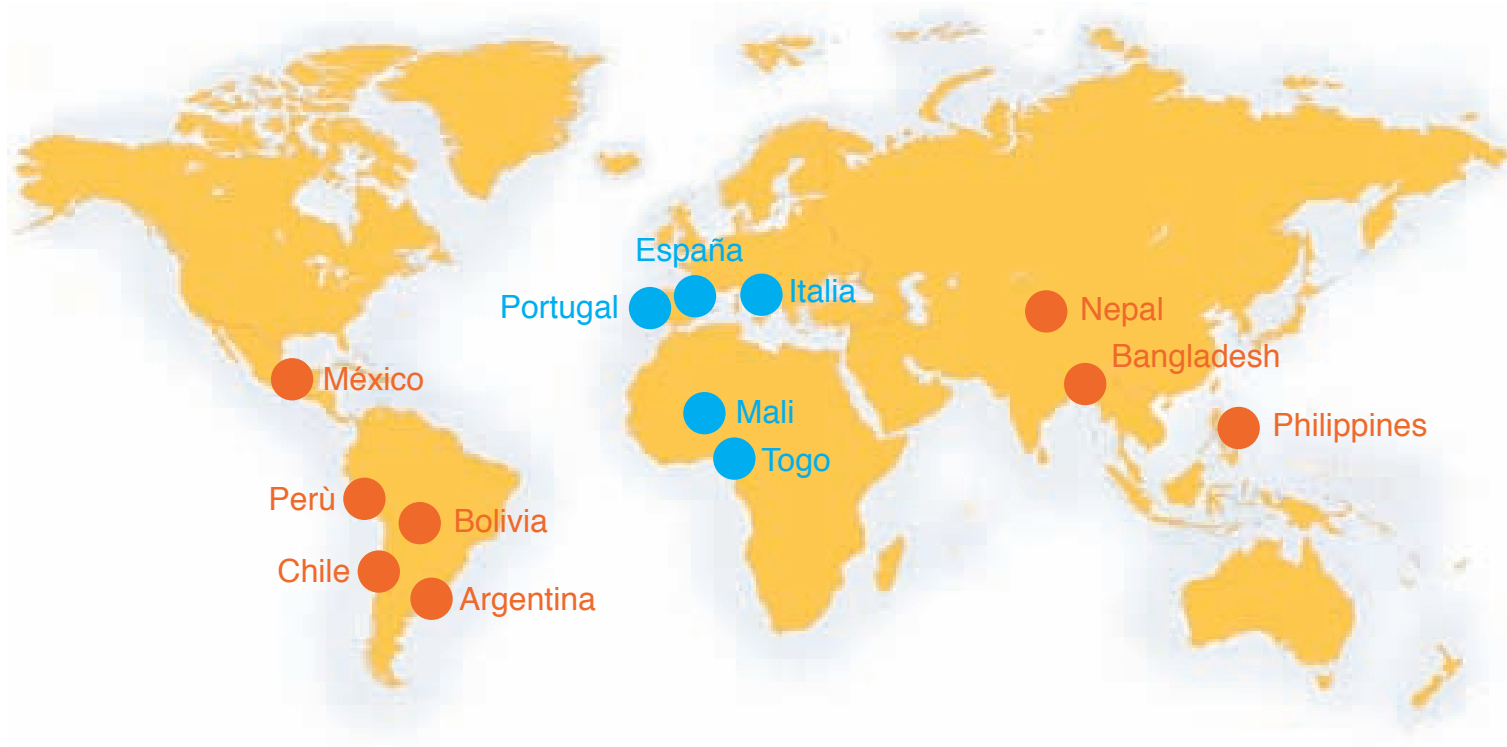 España
Italia
Portugal
Nepal
Bangladesh
México
Mali
Philippines
Togo
Perù
Bolivia
Chile
Argentina